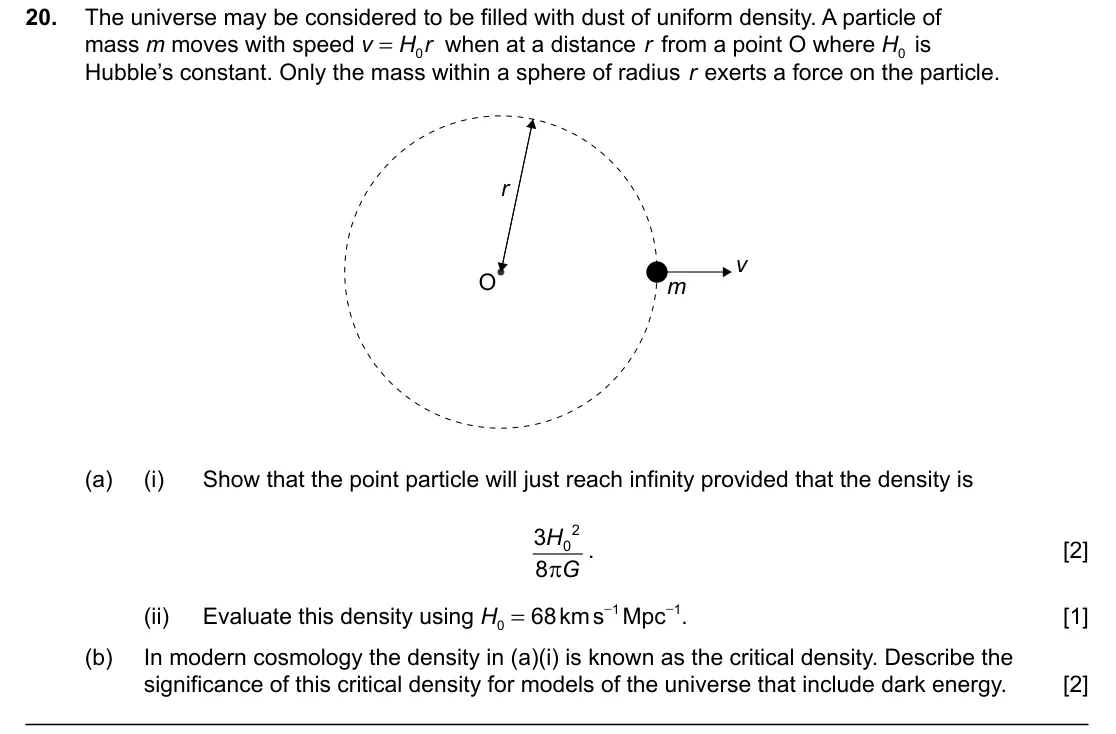 20. The universe may be considered to be filled with dust of uniform density. A particle of
mass m moves with speed v = H₀r when at a distance r from a point O where H₀ is
Hubble's constant. Only the mass within a sphere of radius r exerts a force on the particle.
r
O
v
m
(a) (i) Show that the point particle will just reach infinity provided that the density is
3H₀²
8πG . [2]
(ii) Evaluate this density using H₀ = 68 km s⁻¹ Mpc⁻¹. [1]
(b) In modern cosmology the density in (a)(i) is known as the critical density. Describe the
significance of this critical density for models of the universe that include dark energy. [2]